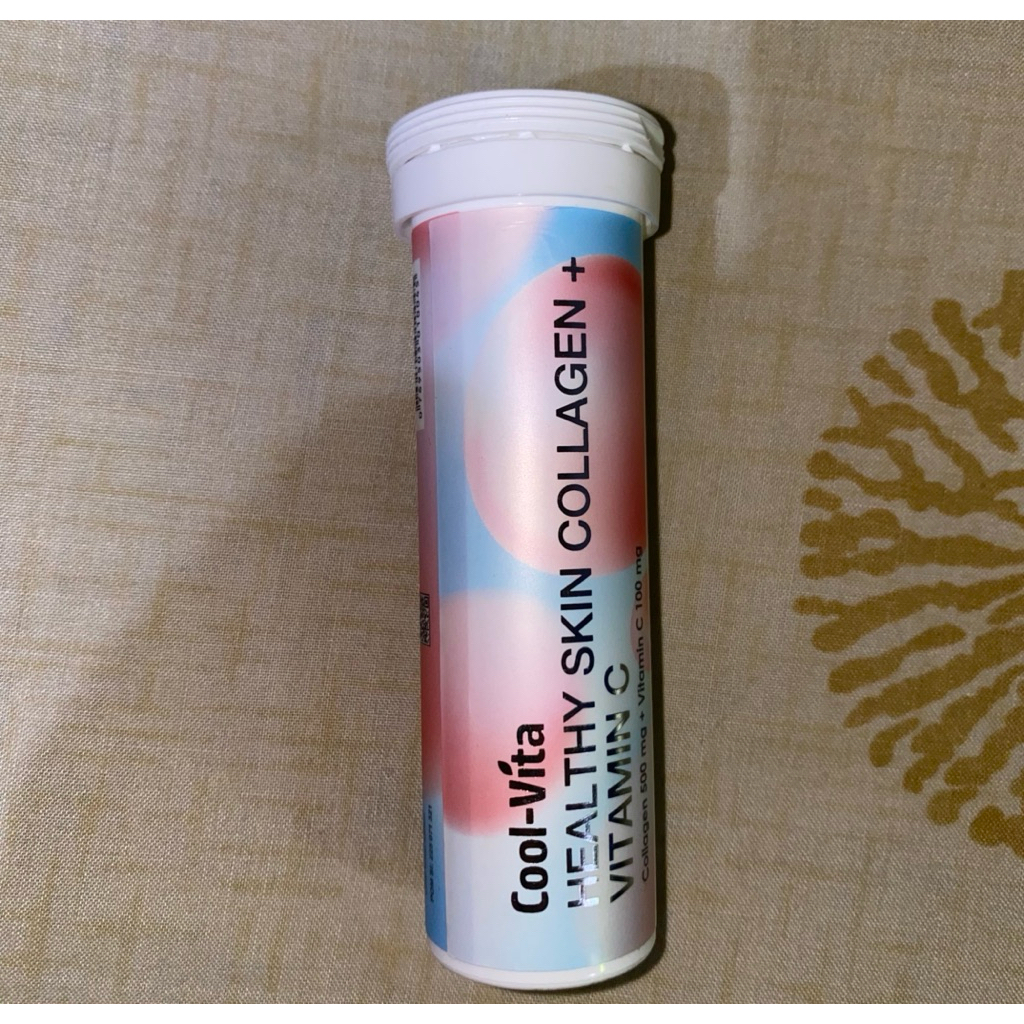 Cool-Vita
HEALTHY SKIN COLLAGEN +
VITAMIN C
Collagen 500 mg + Vitamin C 100 mg